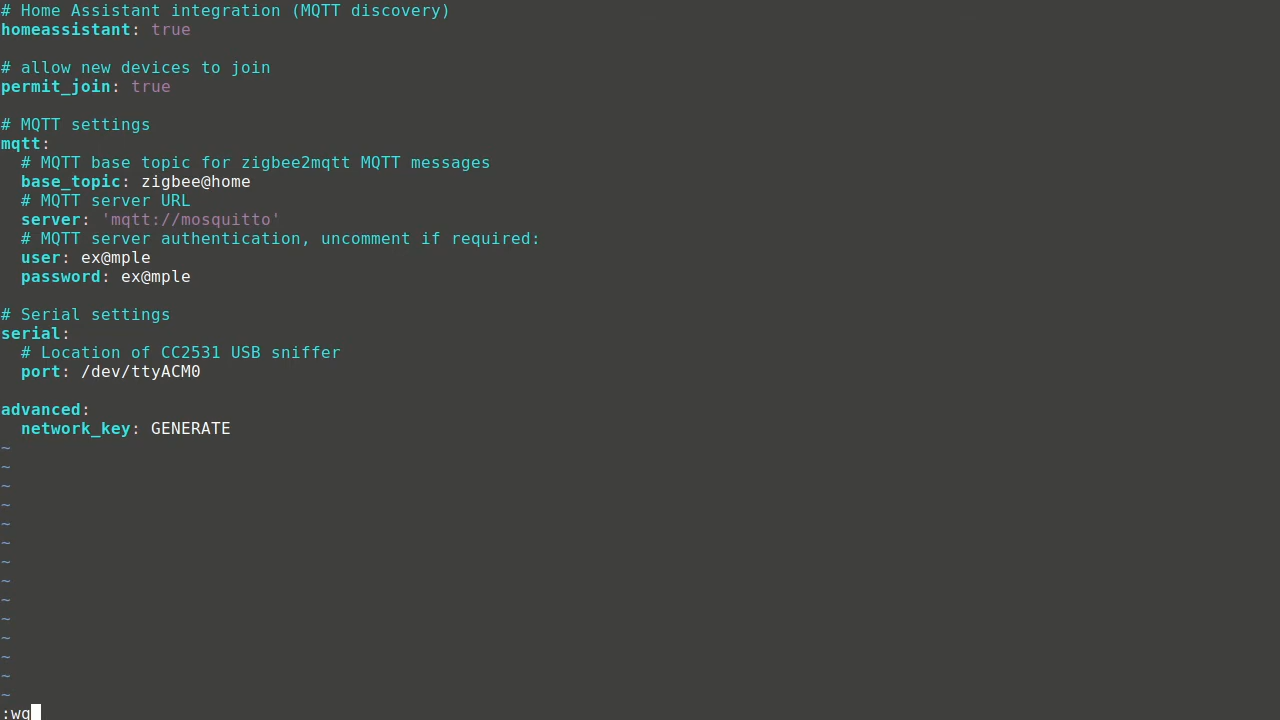 # Home Assistant integration (MQTT discovery)
homeassistant: true
# allow new devices to join
permit_join: true
# MQTT settings
mqtt:
# MQTT base topic for zigbee2mqtt MQTT messages
base_topic: zigbee@home
# MQTT server URL
server: 'mqtt://mosquitto'
# MQTT server authentication, uncomment if required:
user: ex@mple
password: ex@mple
# Serial settings
serial:
# Location of CC2531 USB sniffer
port: /dev/ttyACM0
advanced:
network_key: GENERATE
~
~
~
~
~
~
~
~
~
~
~
~
~
~
:wq